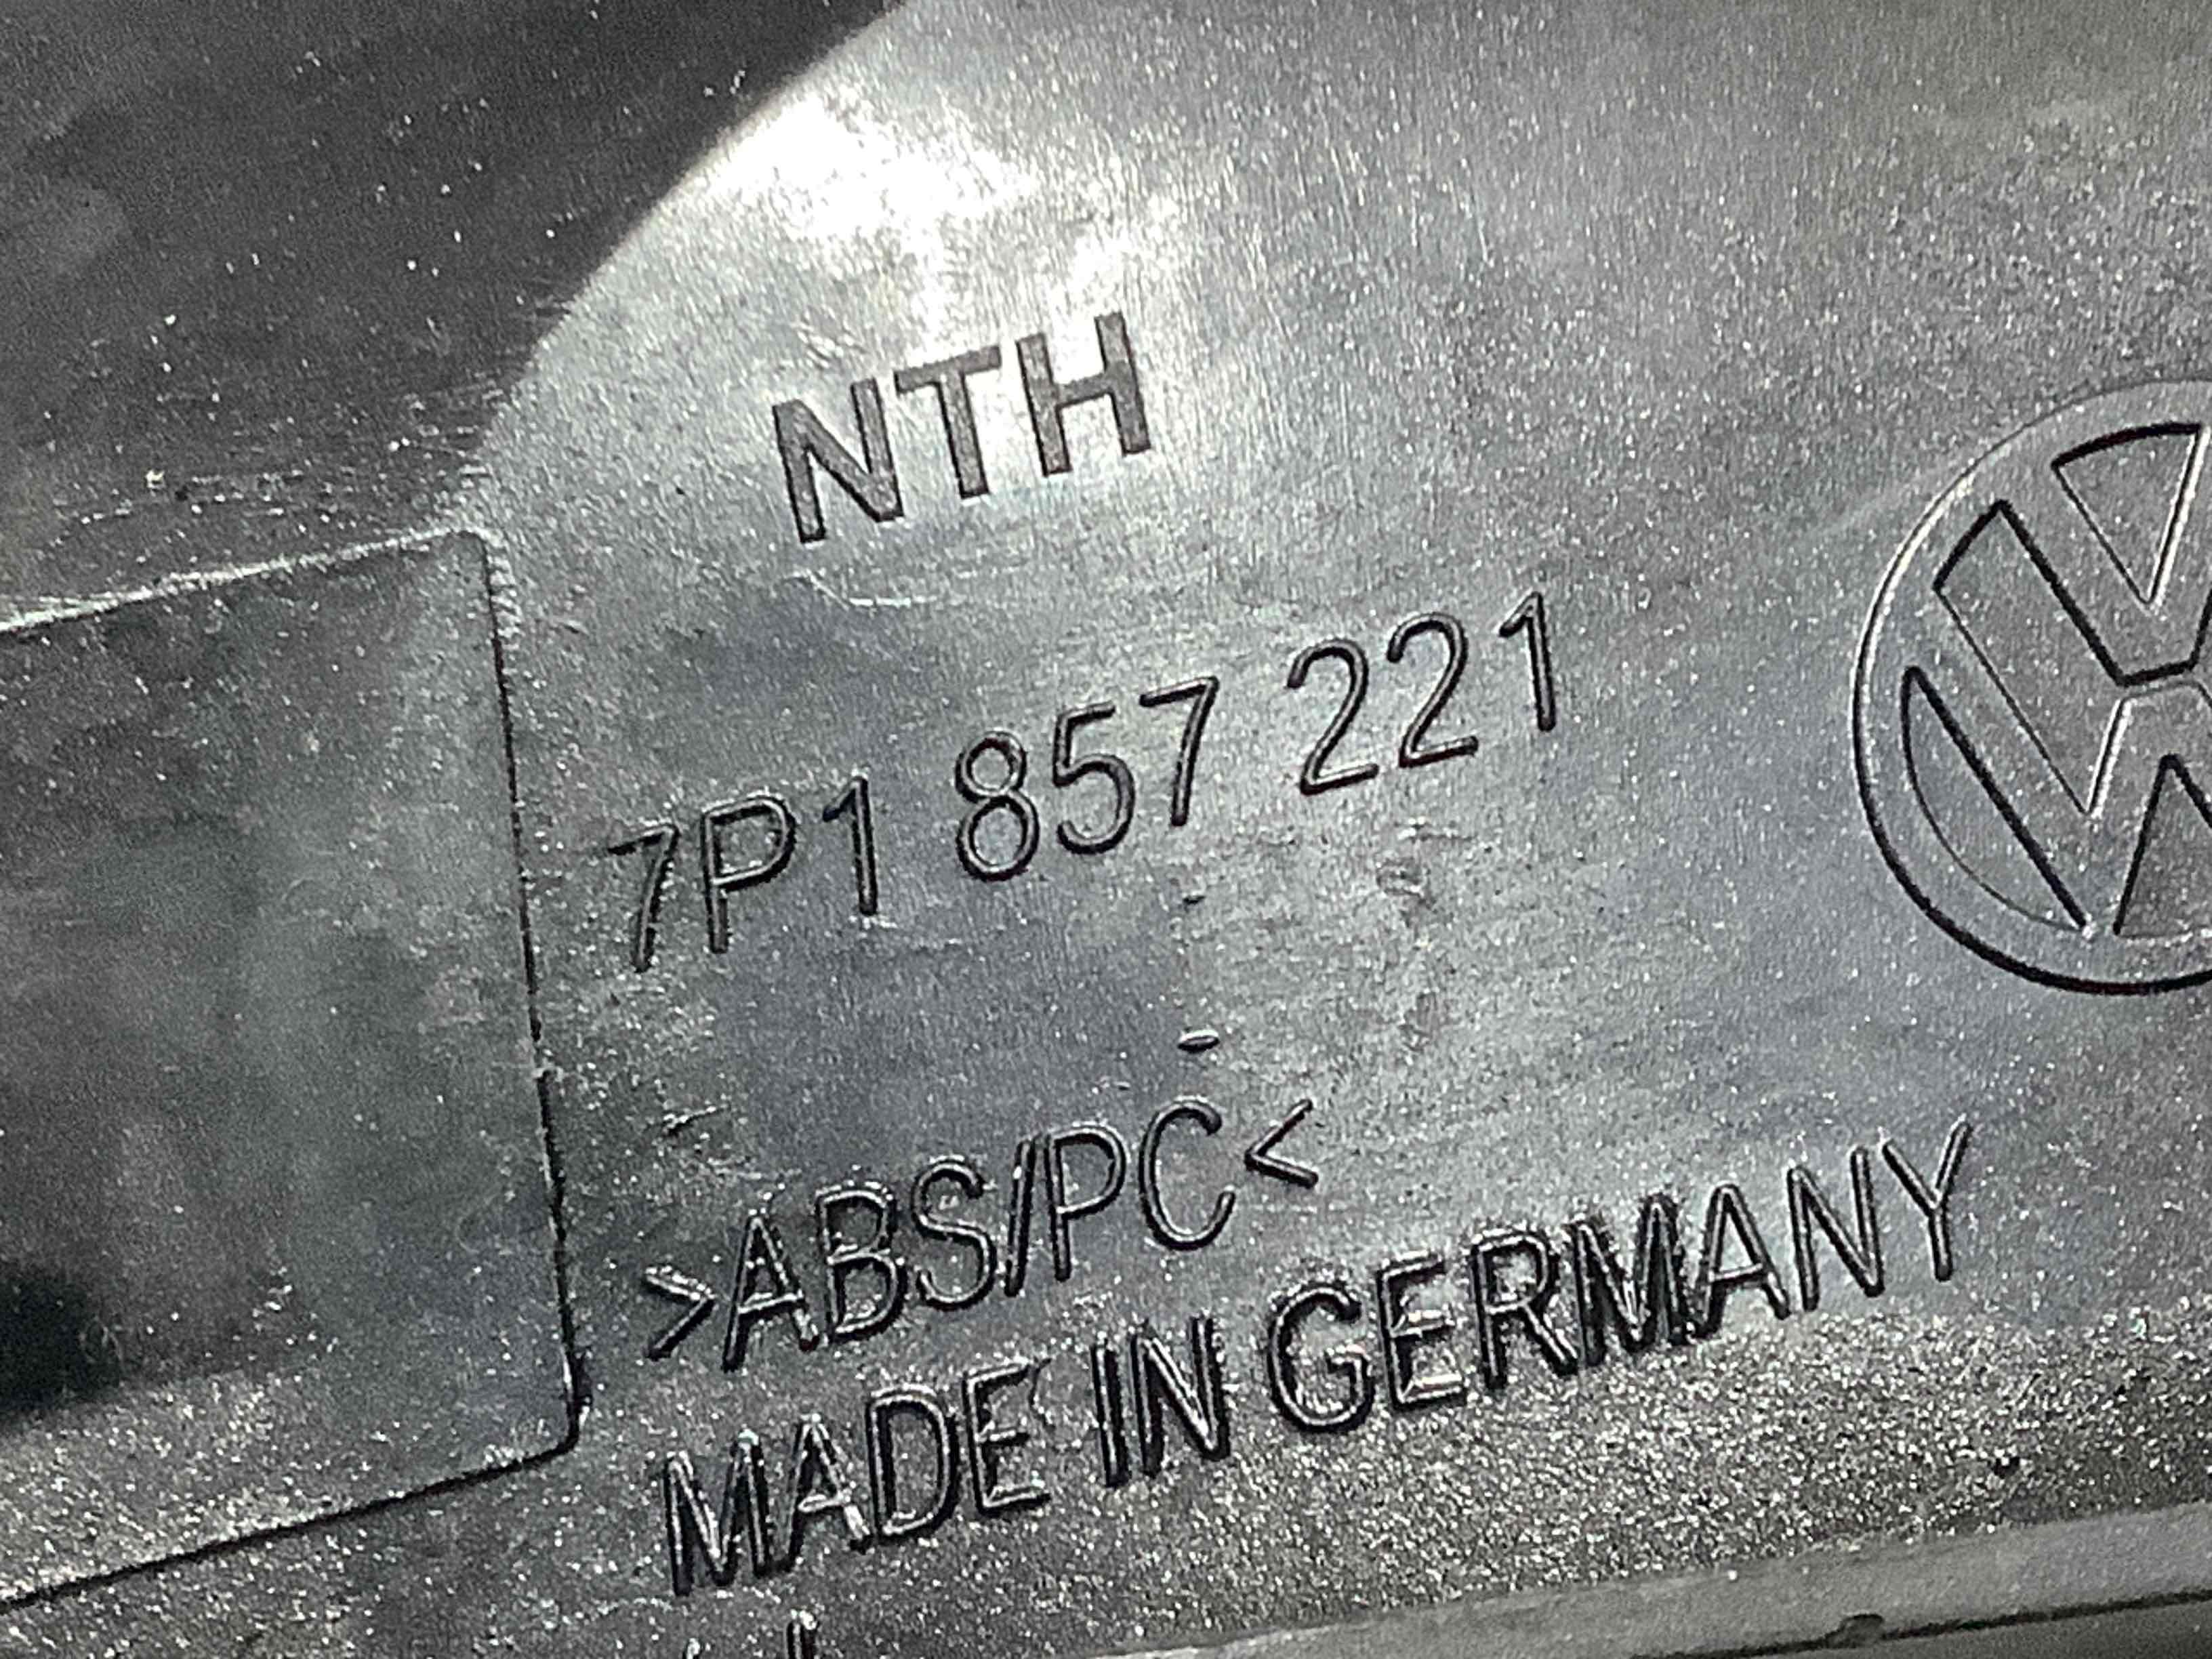 NTH
7P1 857 221
>ABS/PC<
MADE IN GERMANY